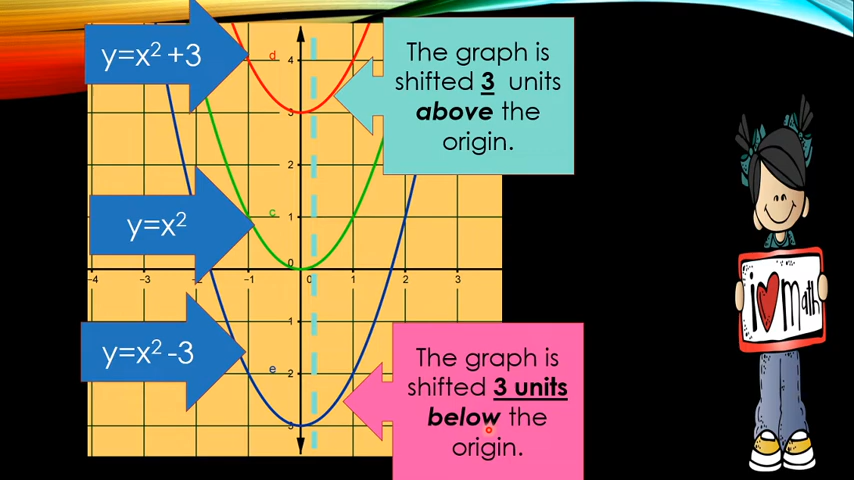 y=x² +3
The graph is
shifted 3 units
above the
origin.
d
4
3
2
c
1
y=x²
0
-4 -3 -2 -1 0 1 2 3
-1
y=x² -3
e
-2
-3
The graph is
shifted 3 units
below the
origin.
i ♥ math